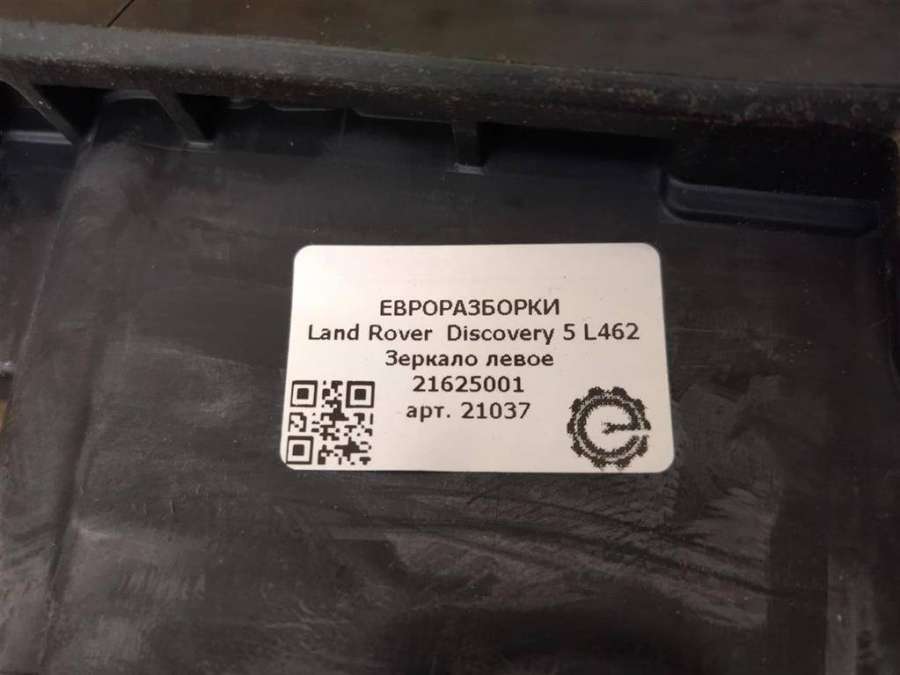 ЕВРОРАЗБОРКИ
Land Rover Discovery 5 L462
Зеркало левое
21625001
арт. 21037